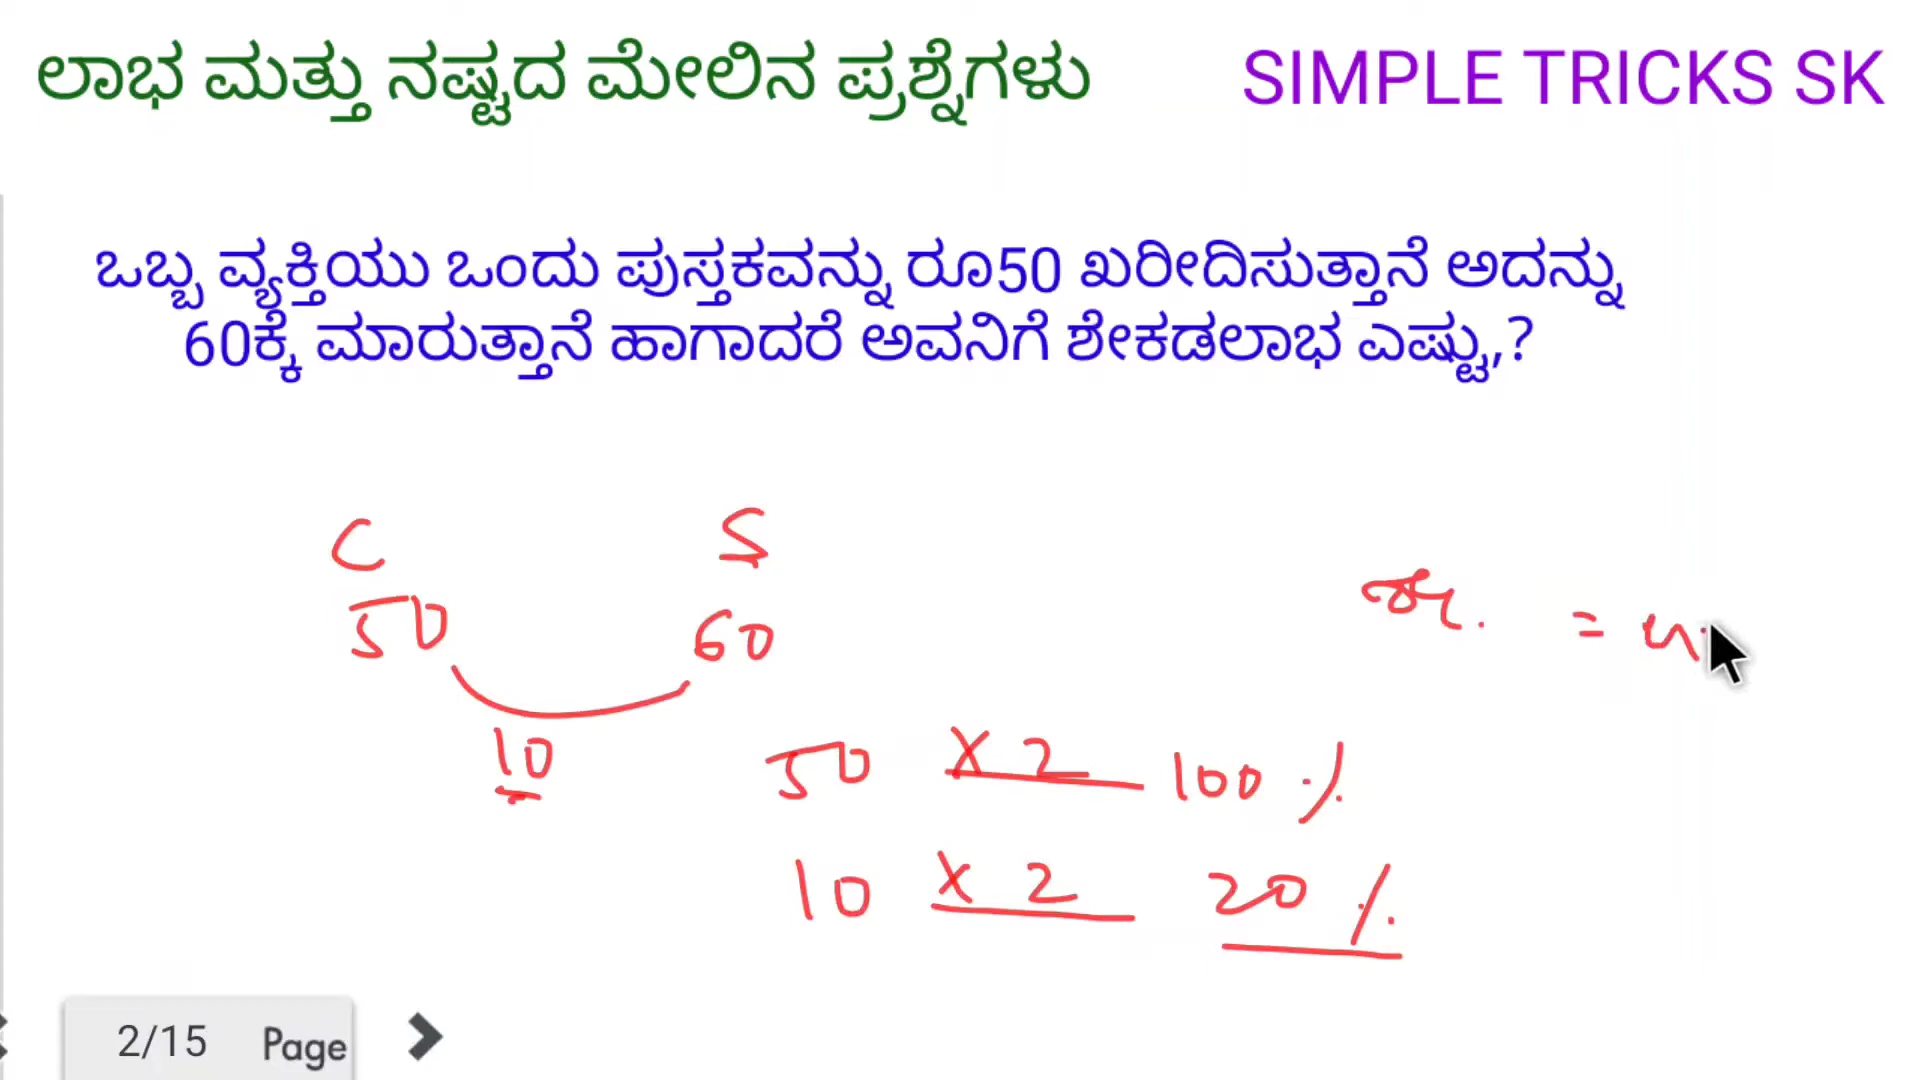 ಲಾಭ ಮತ್ತು ನಷ್ಟದ ಮೇಲಿನ ಪ್ರಶ್ನೆಗಳು SIMPLE TRICKS SK
ಒಬ್ಬ ವ್ಯಕ್ತಿಯು ಒಂದು ಪುಸ್ತಕವನ್ನು ರೂ50 ಖರೀದಿಸುತ್ತಾನೆ ಅದನ್ನು
60ಕ್ಕೆ ಮಾರುತ್ತಾನೆ ಹಾಗಾದರೆ ಅವನಿಗೆ ಶೇಕಡಲಾಭ ಎಷ್ಟು,?
C S
50 60
10
50 × 2 100 %
10 × 2 20 %
2/15 Page